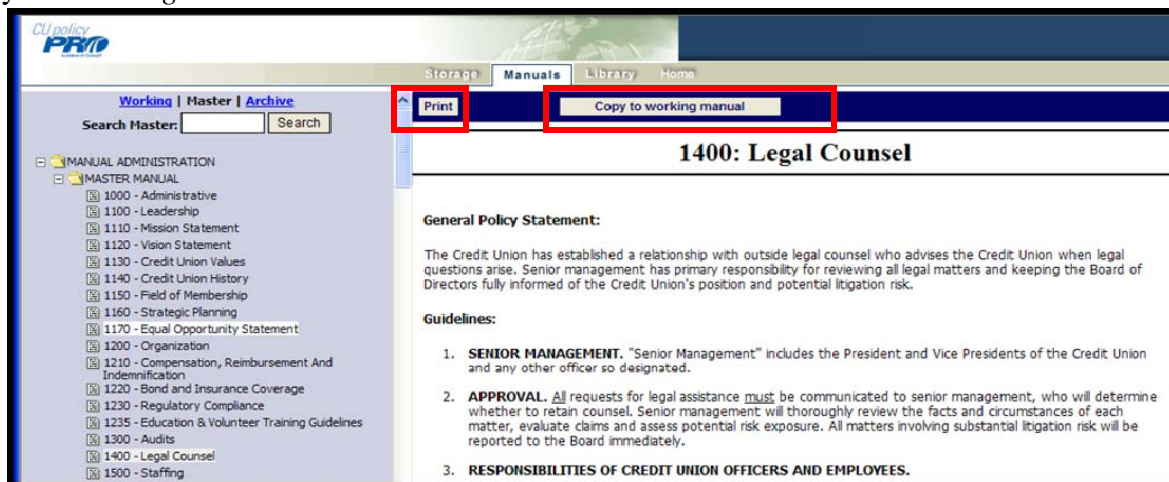 CU policy
PRO
Storage Manuals Library Home
Working | Master | Archive
Search Master: Search
MANUAL ADMINISTRATION
MASTER MANUAL
1000 - Administrative
1100 - Leadership
1110 - Mission Statement
1120 - Vision Statement
1130 - Credit Union Values
1140 - Credit Union History
1150 - Field of Membership
1160 - Strategic Planning
1170 - Equal Opportunity Statement
1200 - Organization
1210 - Compensation, Reimbursement And
Indemnification
1220 - Bond and Insurance Coverage
1230 - Regulatory Compliance
1235 - Education & Volunteer Training Guidelines
1300 - Audits
1400 - Legal Counsel
1500 - Staffing
Print Copy to working manual
1400: Legal Counsel
General Policy Statement:
The Credit Union has established a relationship with outside legal counsel who advises the Credit Union when legal
questions arise. Senior management has primary responsibility for reviewing all legal matters and keeping the Board of
Directors fully informed of the Credit Union's position and potential litigation risk.
Guidelines:
1. SENIOR MANAGEMENT. "Senior Management" includes the President and Vice Presidents of the Credit Union
and any other officer so designated.
2. APPROVAL. All requests for legal assistance must be communicated to senior management, who will determine
whether to retain counsel. Senior management will thoroughly review the facts and circumstances of each
matter, evaluate claims and assess potential risk exposure. All matters involving substantial litigation risk will be
reported to the Board immediately.
3. RESPONSIBILITIES OF CREDIT UNION OFFICERS AND EMPLOYEES.